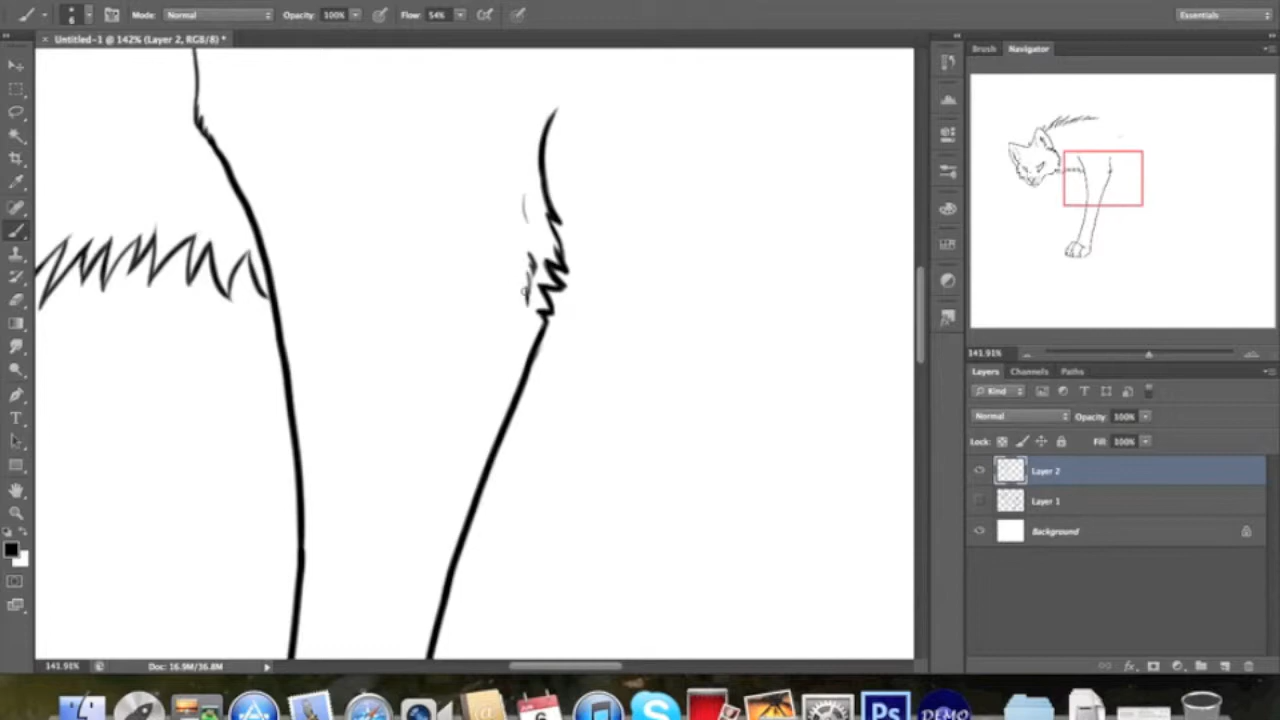 Mode: Normal Opacity: 100% Flow: 54% Essentials
× Untitled-1 @ 142% (Layer 2, RGB/8) *
Brush Navigator
141.91%
Layers Channels Paths
Kind
Normal Opacity: 100%
Lock: Fill: 100%
Layer 2
Layer 1
Background
141.91% Doc: 16.9M/36.8M
6
Ps
DEMO